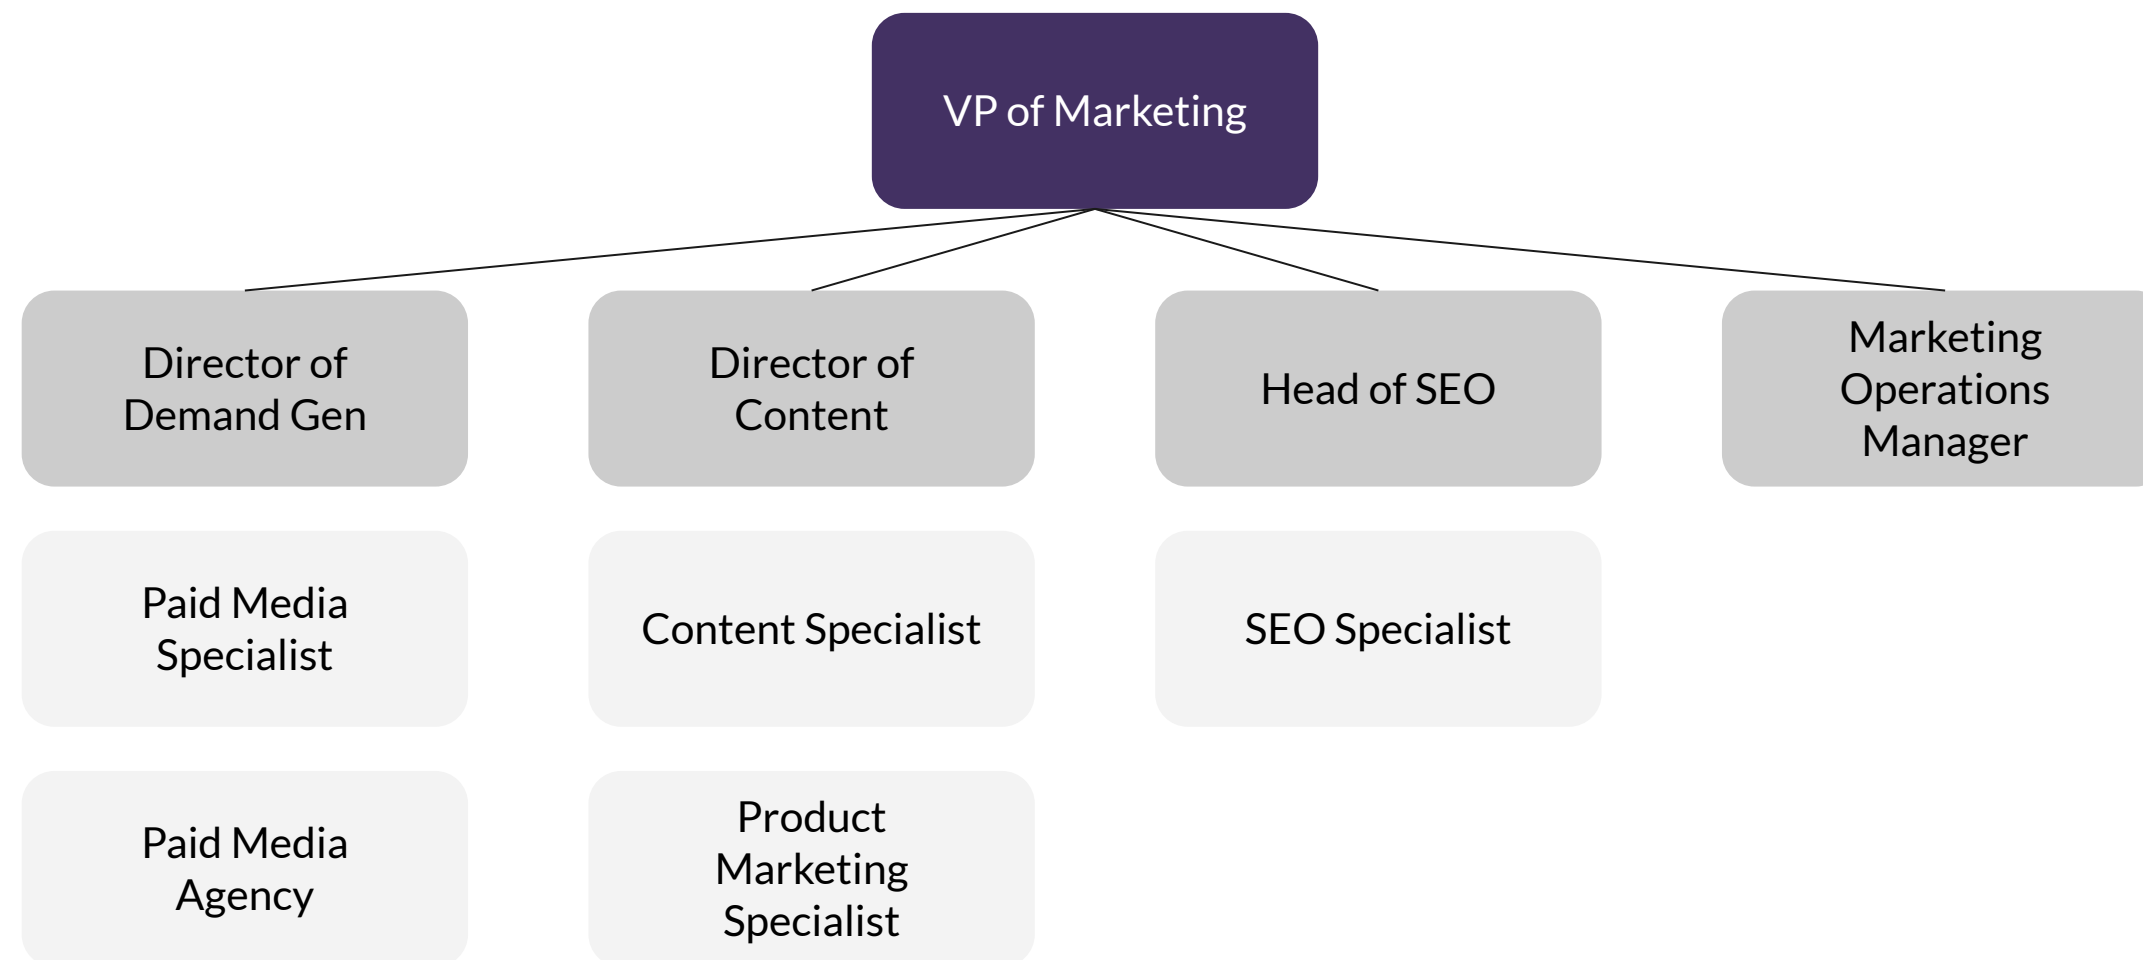 VP of Marketing
Director of
Demand Gen
Director of
Content
Head of SEO
Marketing
Operations
Manager
Paid Media
Specialist
Content Specialist
SEO Specialist
Paid Media
Agency
Product
Marketing
Specialist